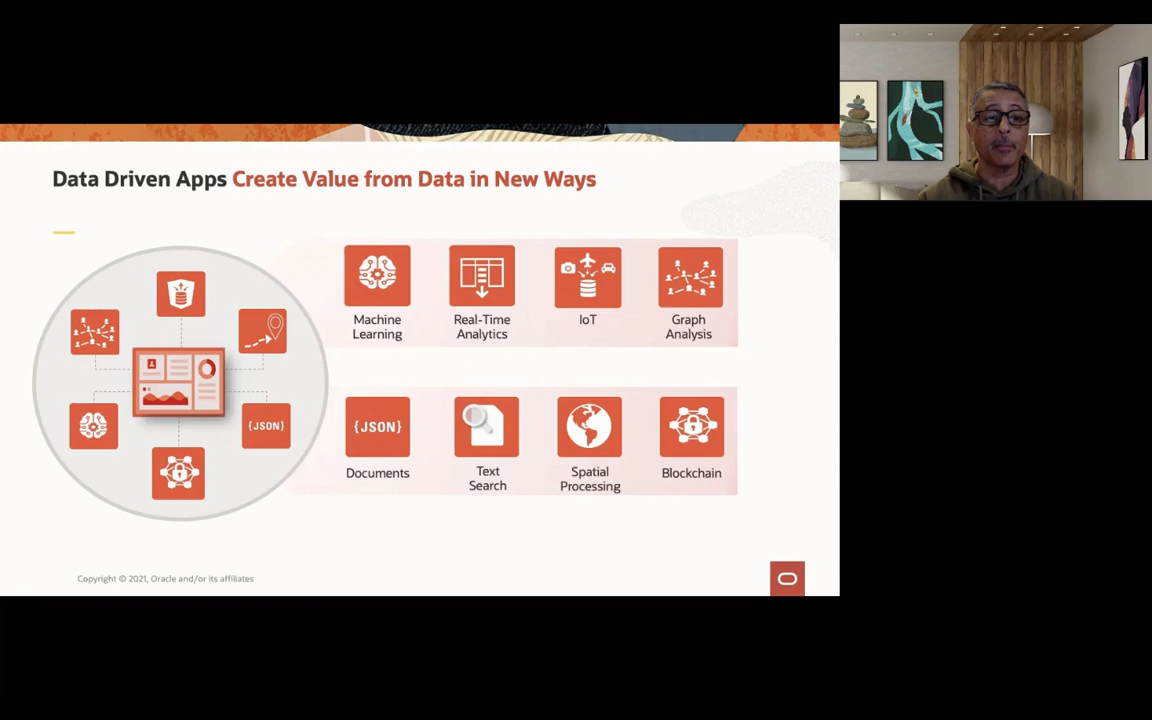 Data Driven Apps Create Value from Data in New Ways
Machine
Learning
Real-Time
Analytics
IoT
Graph
Analysis
{JSON}
{JSON}
Documents
Text
Search
Spatial
Processing
Blockchain
Copyright © 2021, Oracle and/or its affiliates